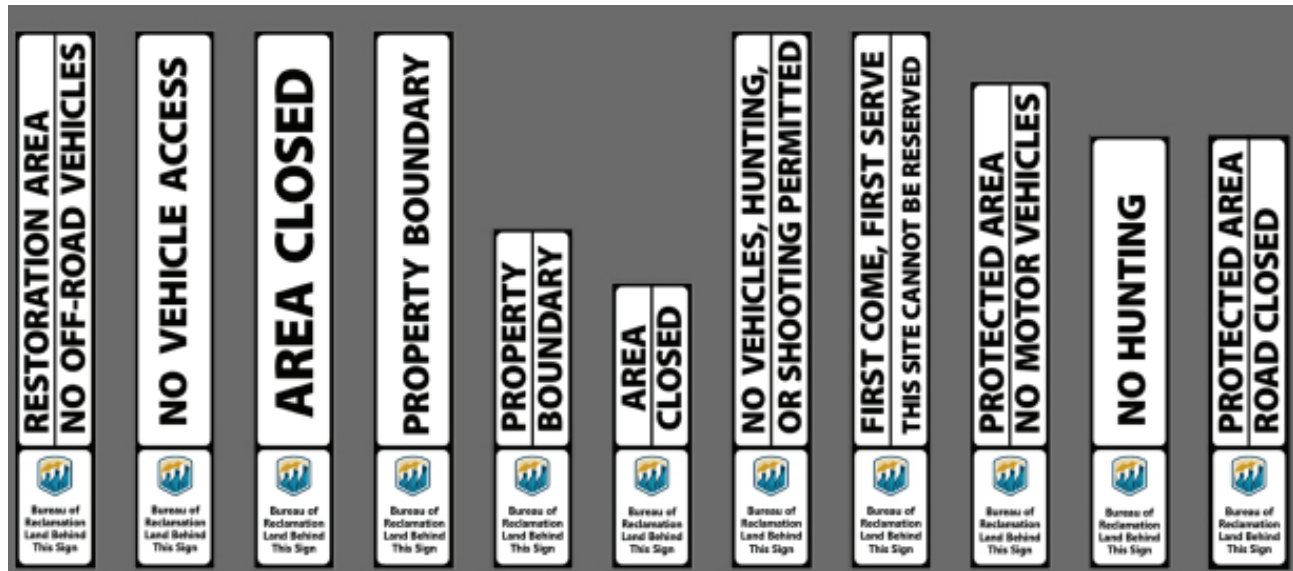 RESTORATION AREA
NO OFF-ROAD VEHICLES
Bureau of
Reclamation
Land Behind
This Sign
NO VEHICLE ACCESS
Bureau of
Reclamation
Land Behind
This Sign
AREA CLOSED
Bureau of
Reclamation
Land Behind
This Sign
PROPERTY BOUNDARY
Bureau of
Reclamation
Land Behind
This Sign
PROPERTY
BOUNDARY
Bureau of
Reclamation
Land Behind
This Sign
AREA
CLOSED
Bureau of
Reclamation
Land Behind
This Sign
NO VEHICLES, HUNTING,
OR SHOOTING PERMITTED
Bureau of
Reclamation
Land Behind
This Sign
FIRST COME, FIRST SERVE
THIS SITE CANNOT BE RESERVED
Bureau of
Reclamation
Land Behind
This Sign
PROTECTED AREA
NO MOTOR VEHICLES
Bureau of
Reclamation
Land Behind
This Sign
NO HUNTING
Bureau of
Reclamation
Land Behind
This Sign
PROTECTED AREA
ROAD CLOSED
Bureau of
Reclamation
Land Behind
This Sign